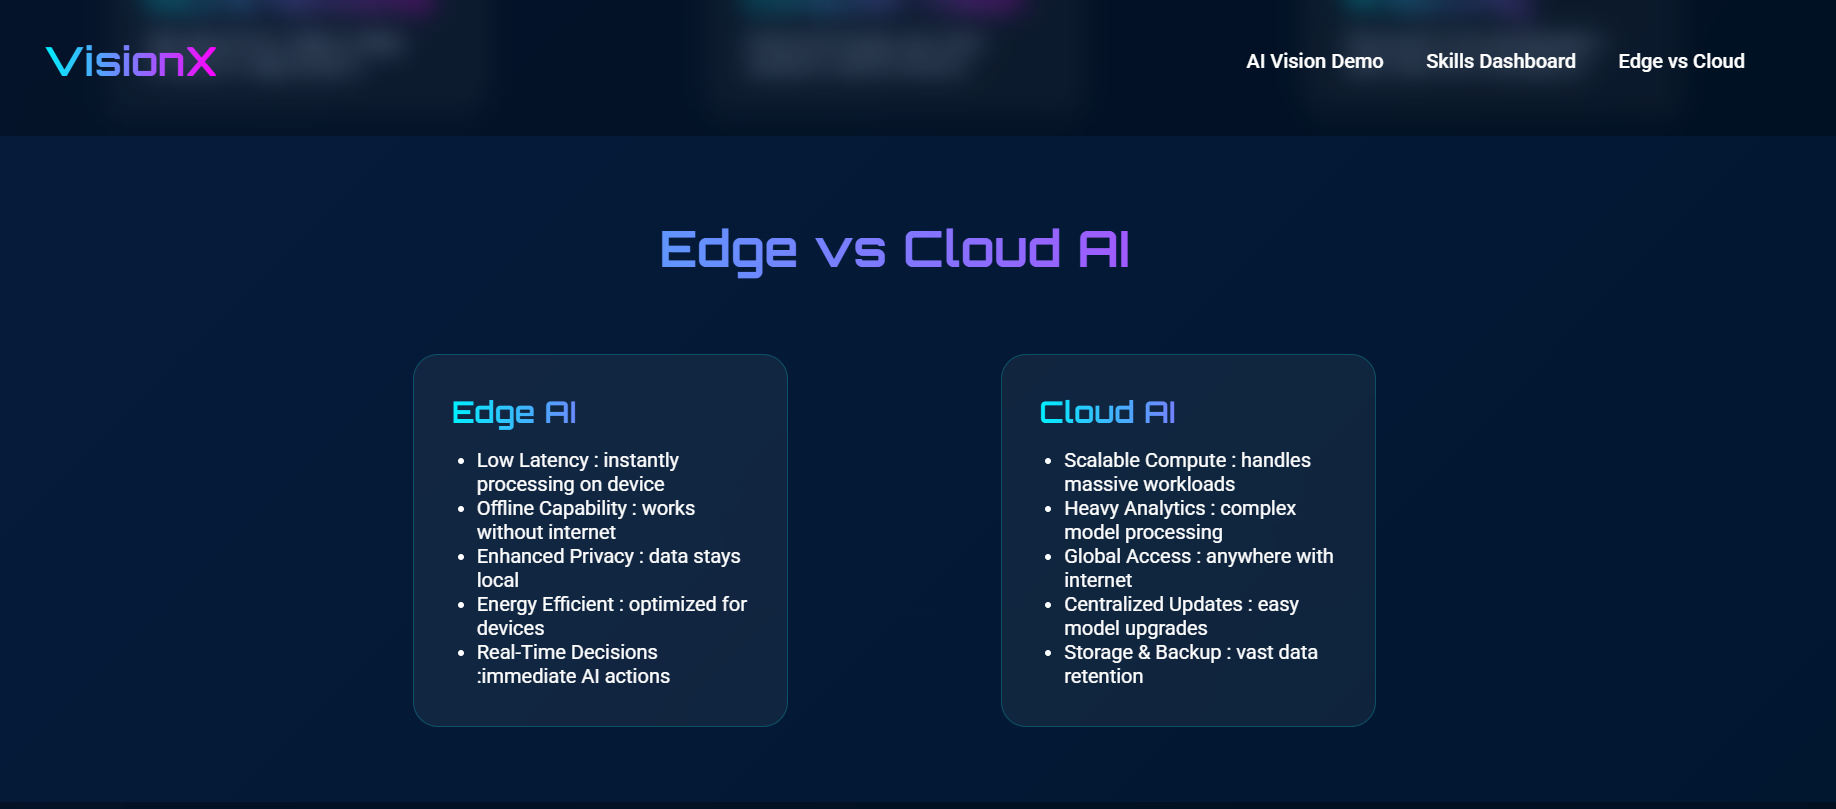 VisionX
AI Vision Demo
Skills Dashboard
Edge vs Cloud
Edge vs Cloud AI
Edge AI
• Low Latency : instantly
processing on device
• Offline Capability : works
without internet
• Enhanced Privacy : data stays
local
• Energy Efficient : optimized for
devices
• Real-Time Decisions
:immediate AI actions
Cloud AI
• Scalable Compute : handles
massive workloads
• Heavy Analytics : complex
model processing
• Global Access : anywhere with
internet
• Centralized Updates : easy
model upgrades
• Storage & Backup : vast data
retention